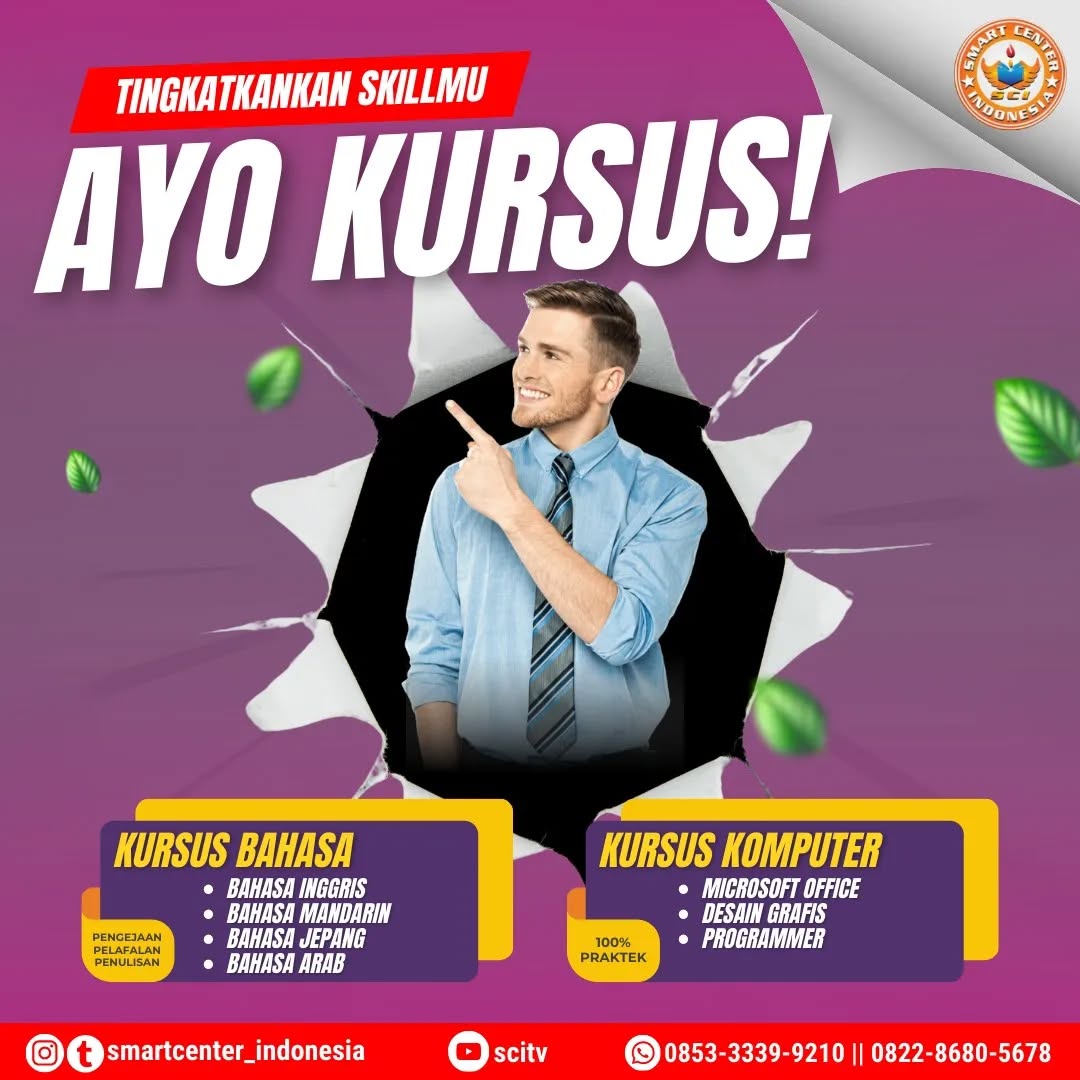 SMART CENTER
SCI
INDONESIA
TINGKATKANKAN SKILLMU
AYO KURSUS!
KURSUS BAHASA
BAHASA INGGRIS
BAHASA MANDARIN
BAHASA JEPANG
BAHASA ARAB
PENGEJAAN
PELAFALAN
PENULISAN
KURSUS KOMPUTER
MICROSOFT OFFICE
DESAIN GRAFIS
PROGRAMMER
100%
PRAKTEK
smartcenter_indonesia
scitv
0853-3339-9210 || 0822-8680-5678